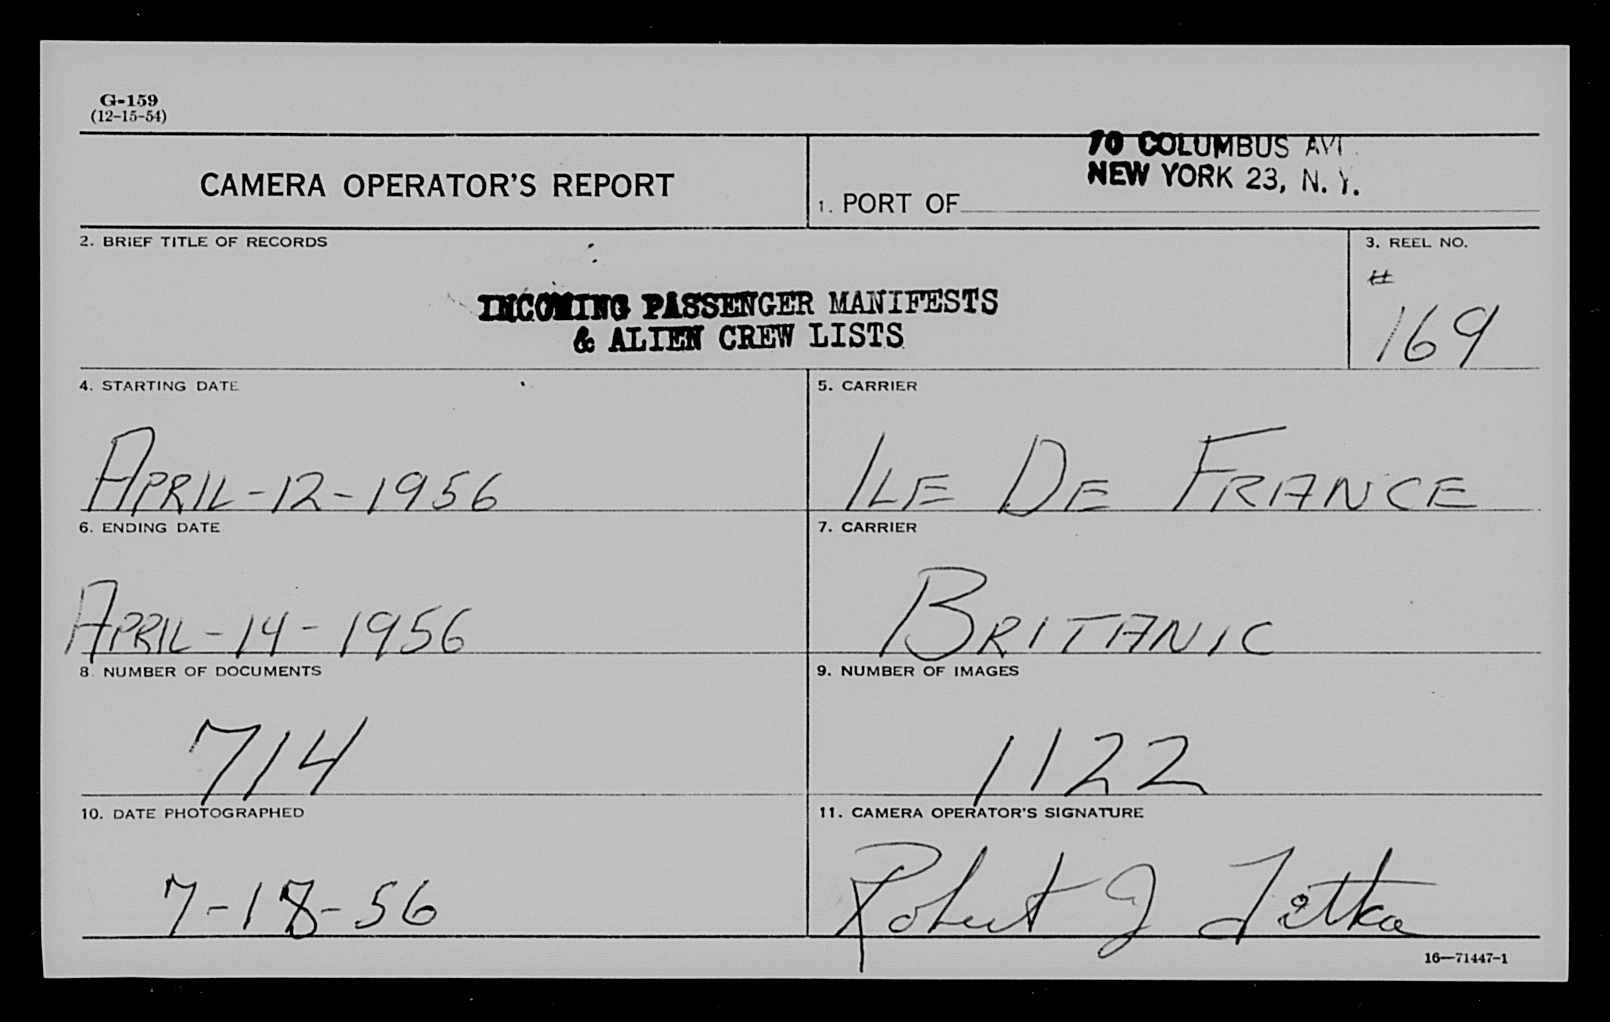 G-159
(12-15-54)
CAMERA OPERATOR'S REPORT
70 COLUMBUS AVE
NEW YORK 23, N. Y.
1. PORT OF
2. BRIEF TITLE OF RECORDS
INCOMING PASSENGER MANIFESTS
& ALIEN CREW LISTS
3. REEL NO.
#
169
4. STARTING DATE
APRIL-12-1956
5. CARRIER
ILE DE FRANCE
6. ENDING DATE
APRIL-14-1956
7. CARRIER
BRITANIC
8. NUMBER OF DOCUMENTS
714
9. NUMBER OF IMAGES
1122
10. DATE PHOTOGRAPHED
7-18-56
11. CAMERA OPERATOR'S SIGNATURE
Robert J
16—71447-1